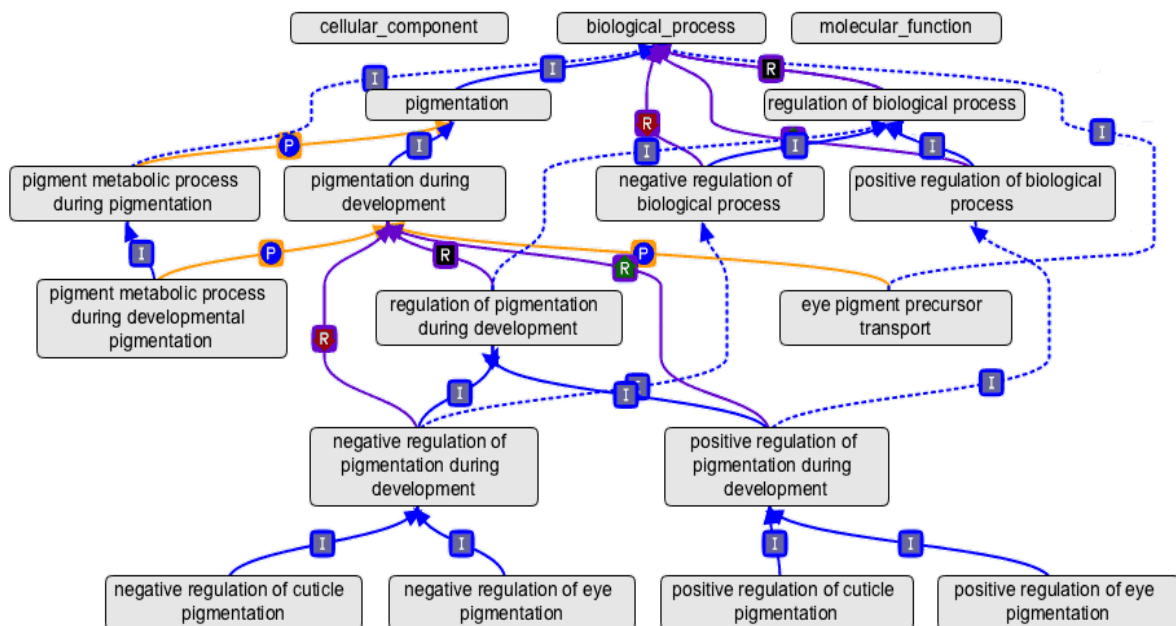 cellular_component
biological_process
molecular_function
I
I
R
pigmentation
regulation of biological process
R
R
I
P
I
I
I
I
pigment metabolic process
during pigmentation
pigmentation during
development
negative regulation of
biological process
positive regulation of biological
process
I
P
R
R
P
pigment metabolic process
during developmental
pigmentation
regulation of pigmentation
during development
eye pigment precursor
transport
R
I
I
I
I
negative regulation of
pigmentation during
development
positive regulation of
pigmentation during
development
I
I
I
I
negative regulation of cuticle
pigmentation
negative regulation of eye
pigmentation
positive regulation of cuticle
pigmentation
positive regulation of eye
pigmentation